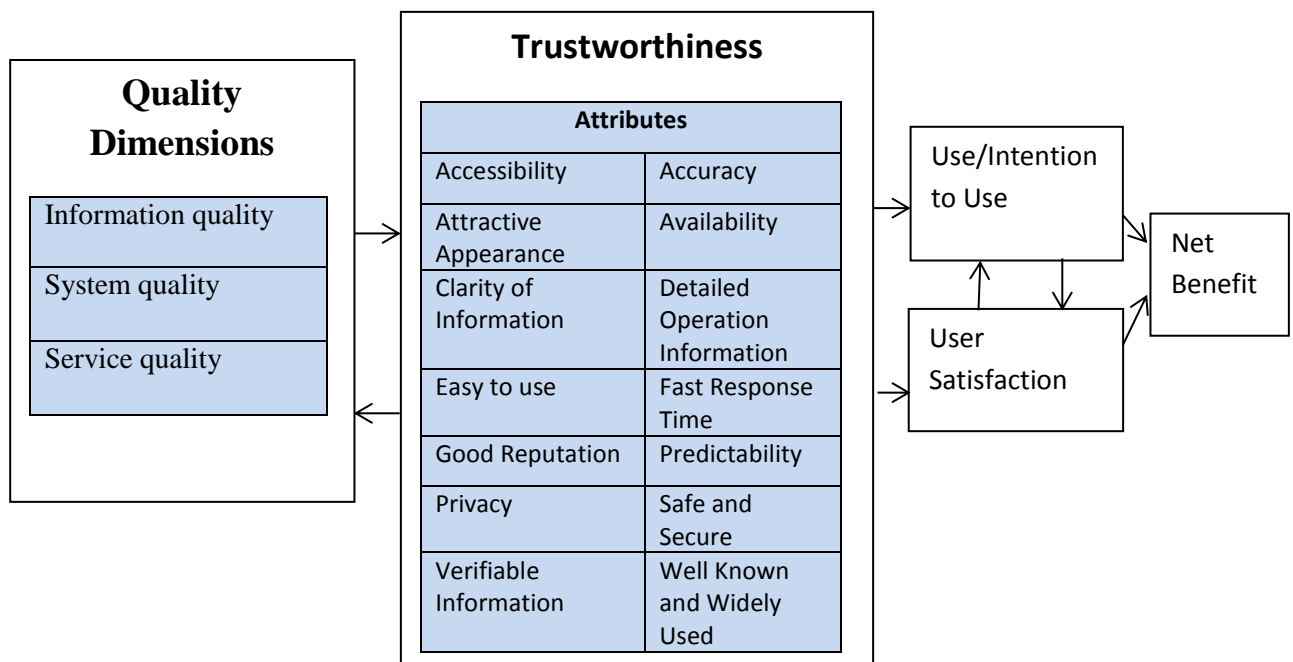 Quality
Dimensions
Information quality
System quality
Service quality
Trustworthiness
Attributes
Accessibility
Accuracy
Attractive
Appearance
Availability
Clarity of
Information
Detailed
Operation
Information
Easy to use
Fast Response
Time
Good Reputation
Predictability
Privacy
Safe and
Secure
Verifiable
Information
Well Known
and Widely
Used
Use/Intention
to Use
User
Satisfaction
Net
Benefit